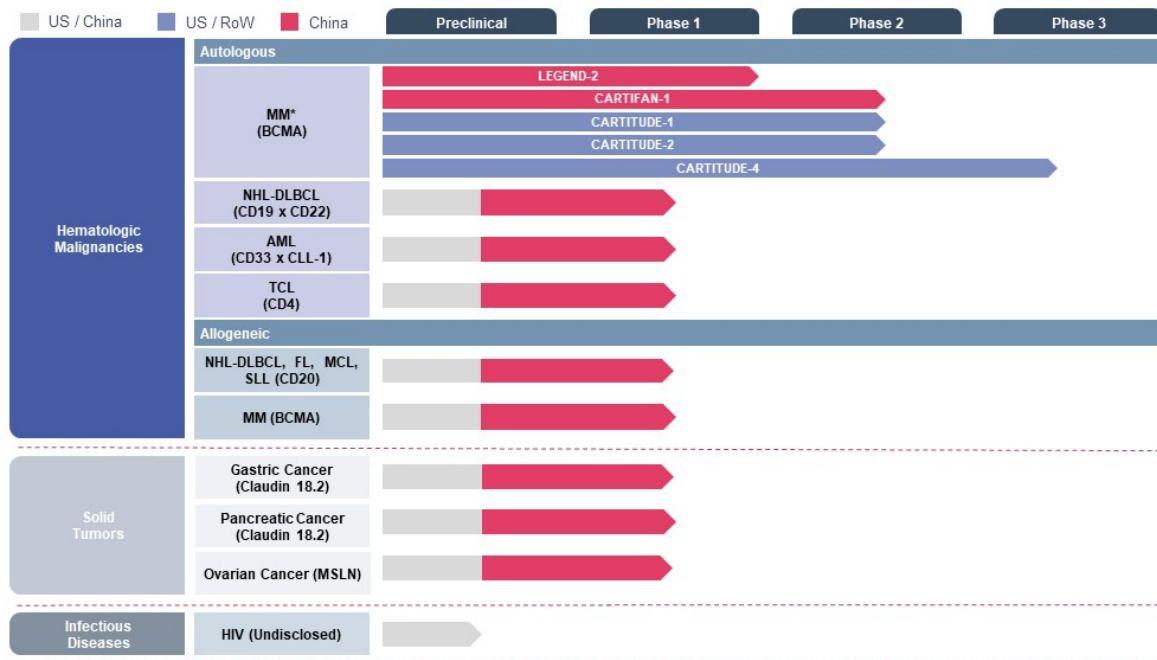 US / China
US / RoW
China
Preclinical
Phase 1
Phase 2
Phase 3
Hematologic
Malignancies
Autologous
MM*
(BCMA)
LEGEND-2
CARTIFAN-1
CARTITUDE-1
CARTITUDE-2
CARTITUDE-4
NHL-DLBCL
(CD19 x CD22)
AML
(CD33 x CLL-1)
TCL
(CD4)
Allogeneic
NHL-DLBCL, FL, MCL,
SLL (CD20)
MM (BCMA)
Solid
Tumors
Gastric Cancer
(Claudin 18.2)
Pancreatic Cancer
(Claudin 18.2)
Ovarian Cancer (MSLN)
Infectious
Diseases
HIV (Undisclosed)